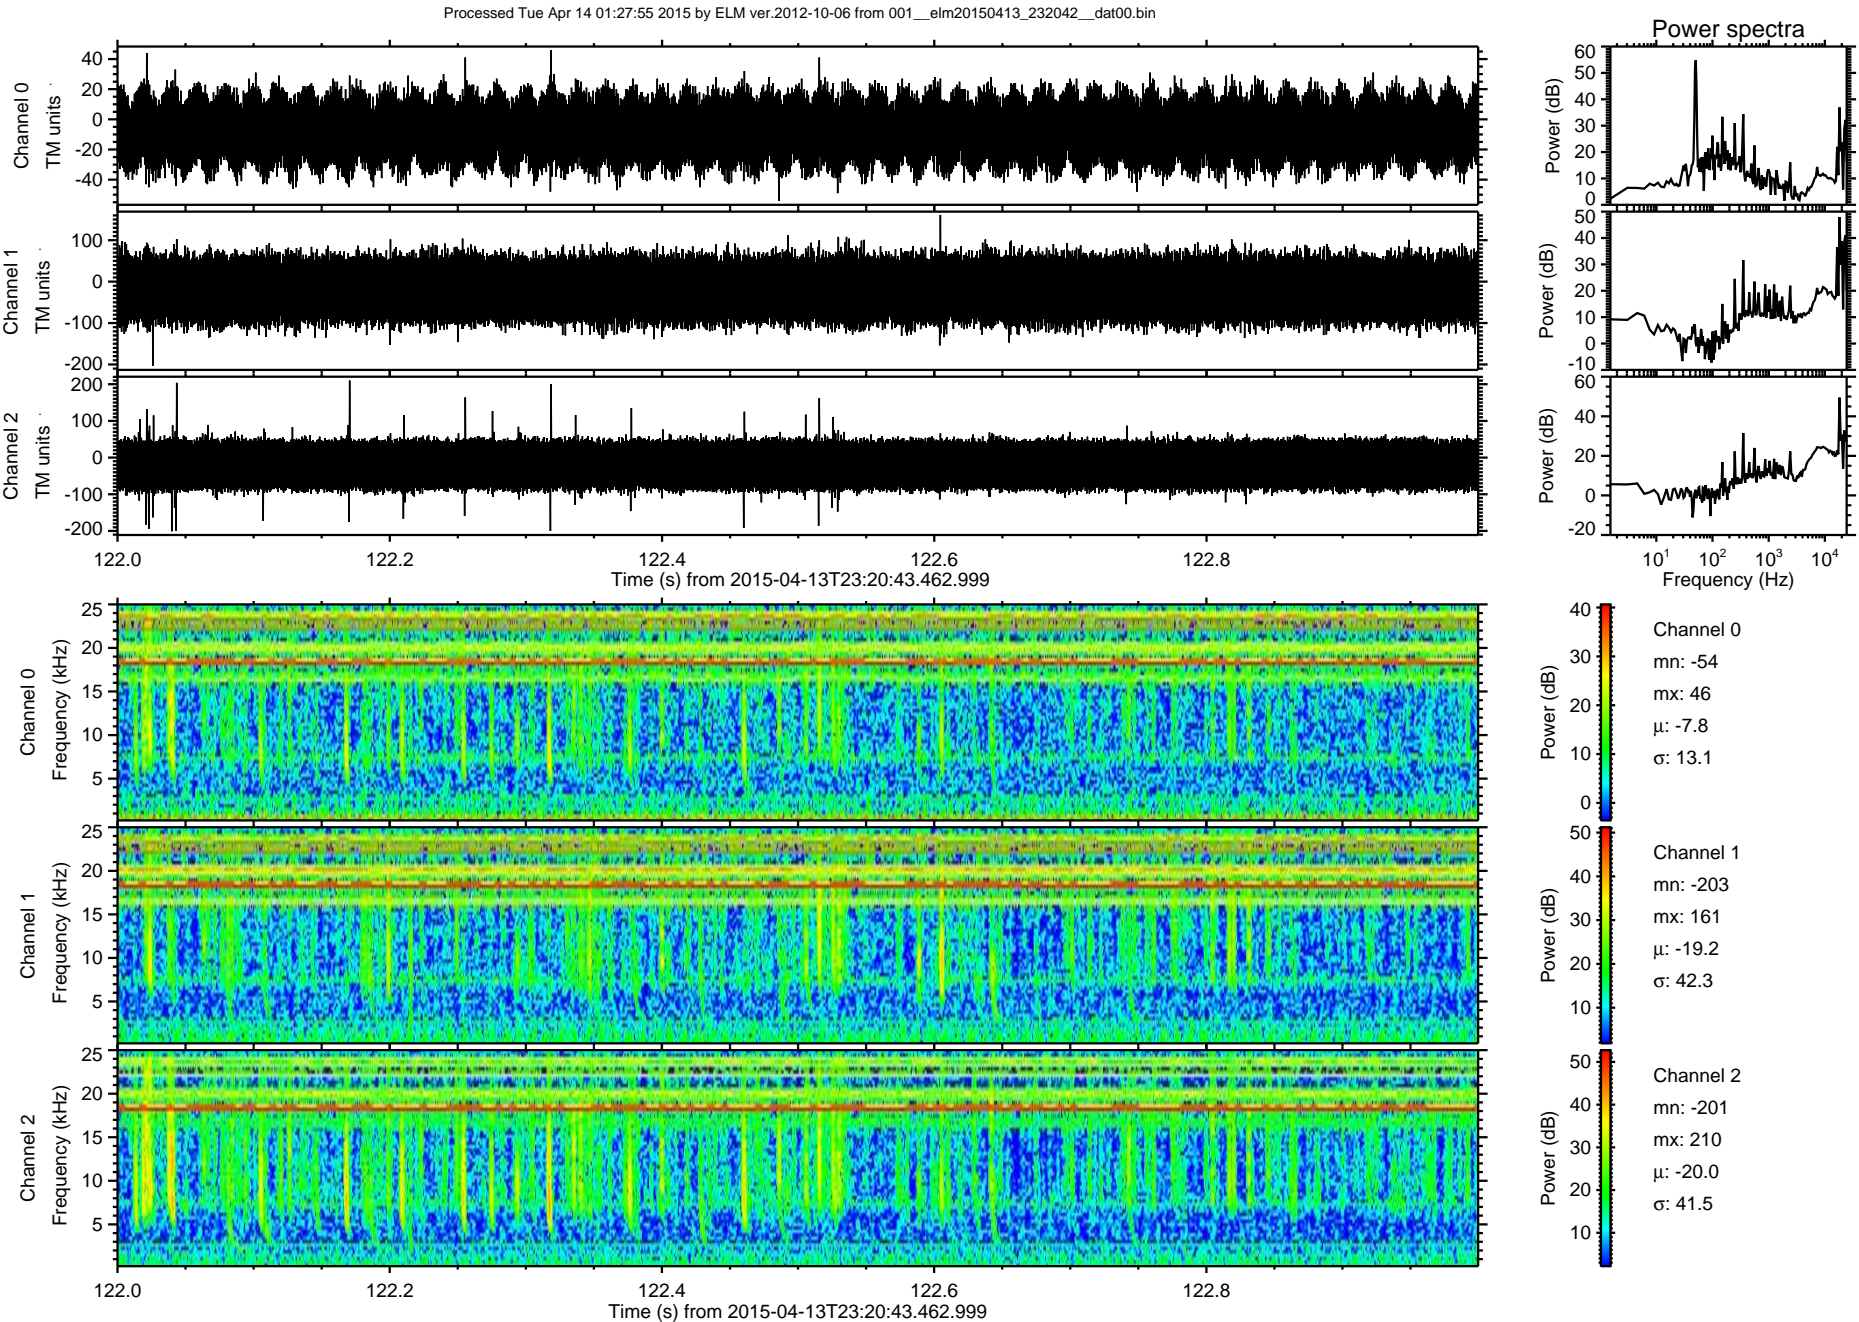 Processed Tue Apr 14 01:27:55 2015 by ELM ver.2012-10-06 from 001__elm20150413_232042__dat00.bin
Power spectra
Channel 0
TM units
40
20
0
-20
-40
Power (dB)
60
50
40
30
20
10
0
Channel 1
TM units
100
0
-100
-200
Power (dB)
50
40
30
20
10
0
-10
Channel 2
TM units
200
100
0
-100
-200
Power (dB)
60
40
20
0
-20
122.0 122.2 122.4 122.6 122.8
Time (s) from 2015-04-13T23:20:43.462.999
10¹ 10² 10³ 10⁴
Frequency (Hz)
Channel 0
Frequency (kHz)
25
20
15
10
5
Power (dB)
40
30
20
10
0
Channel 0
mn: -54
mx: 46
μ: -7.8
σ: 13.1
Channel 1
Frequency (kHz)
25
20
15
10
5
Power (dB)
50
40
30
20
10
Channel 1
mn: -203
mx: 161
μ: -19.2
σ: 42.3
Channel 2
Frequency (kHz)
25
20
15
10
5
Power (dB)
50
40
30
20
10
Channel 2
mn: -201
mx: 210
μ: -20.0
σ: 41.5
122.0 122.2 122.4 122.6 122.8
Time (s) from 2015-04-13T23:20:43.462.999